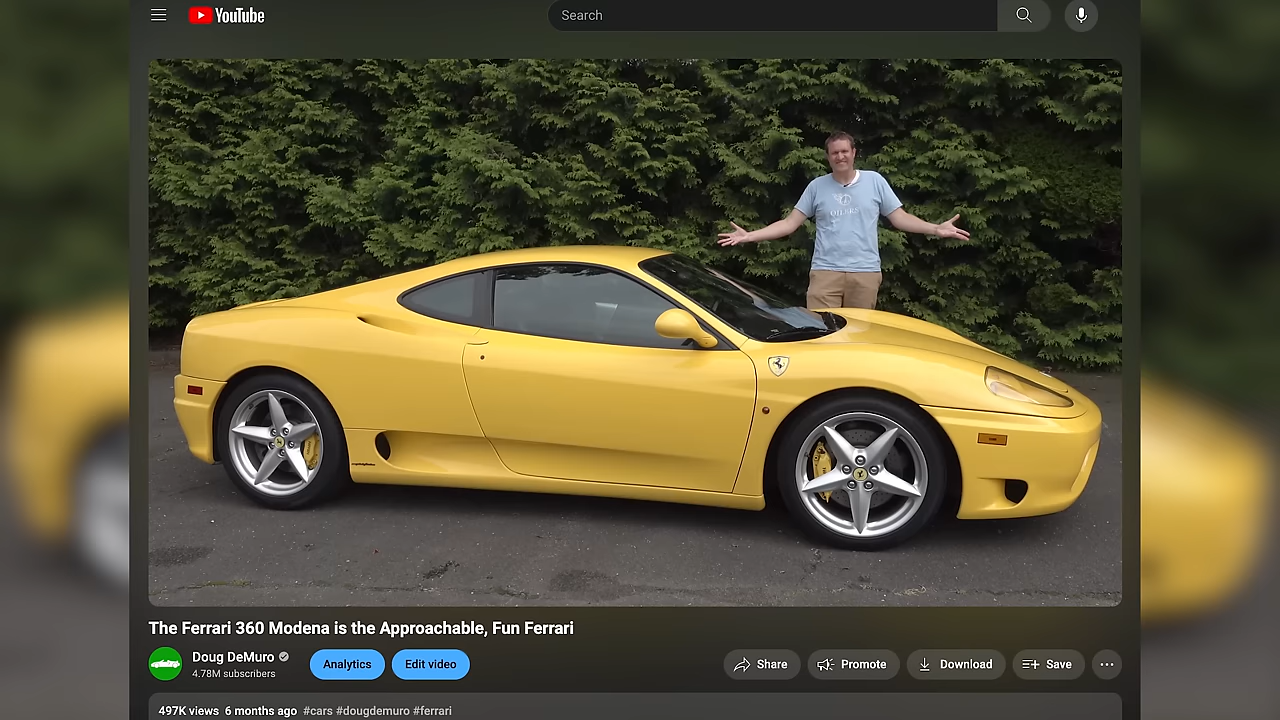 YouTube
Search
OILERS
The Ferrari 360 Modena is the Approachable, Fun Ferrari
Doug DeMuro
4.78M subscribers
Analytics
Edit video
Share
Promote
Download
Save
497K views 6 months ago #cars #dougdemuro #ferrari